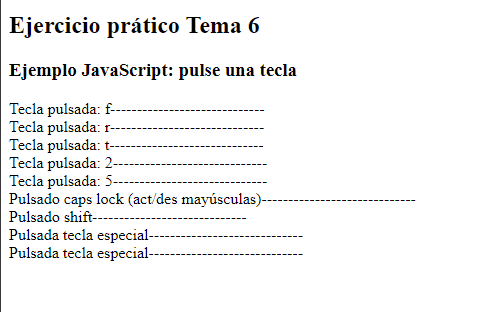 Ejercicio prático Tema 6
Ejemplo JavaScript: pulse una tecla
Tecla pulsada: f-----------------------------
Tecla pulsada: r-----------------------------
Tecla pulsada: t-----------------------------
Tecla pulsada: 2-----------------------------
Tecla pulsada: 5-----------------------------
Pulsado caps lock (act/des mayúsculas)-----------------------------
Pulsado shift-----------------------------
Pulsada tecla especial-----------------------------
Pulsada tecla especial-----------------------------